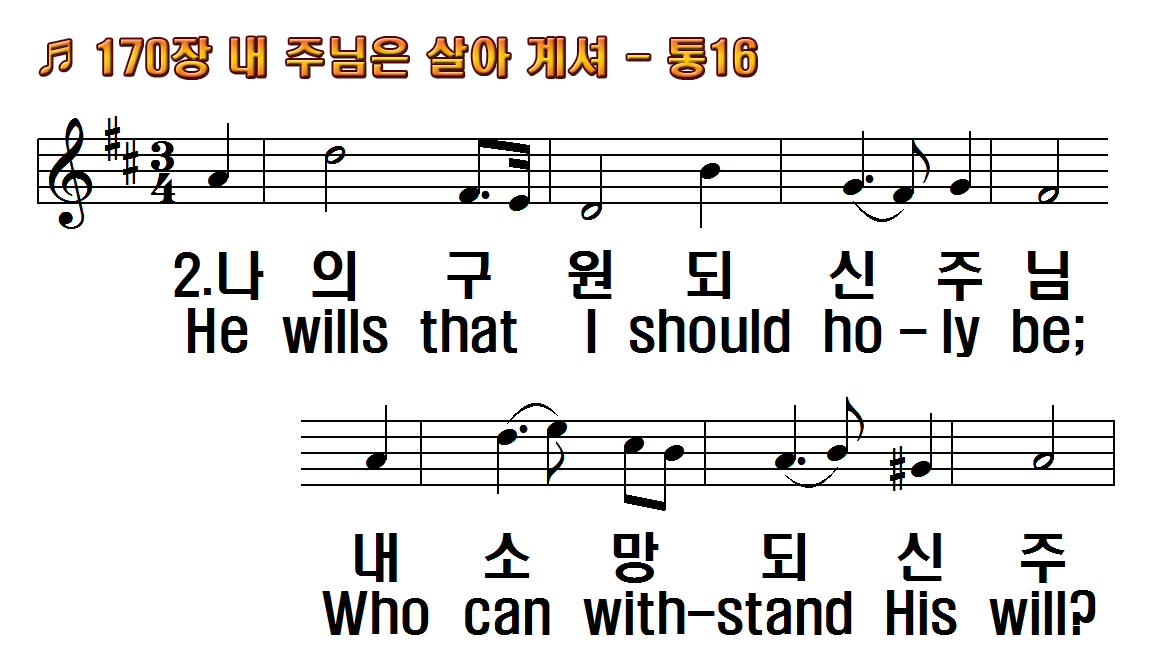 ♬ 170장 내 주님은 살아 계셔 - 통16
3
4
2.나 의 구 원 되 신 주 님
He wills that I should ho-ly be;
내 소 망 되 신 주
Who can with-stand His will?